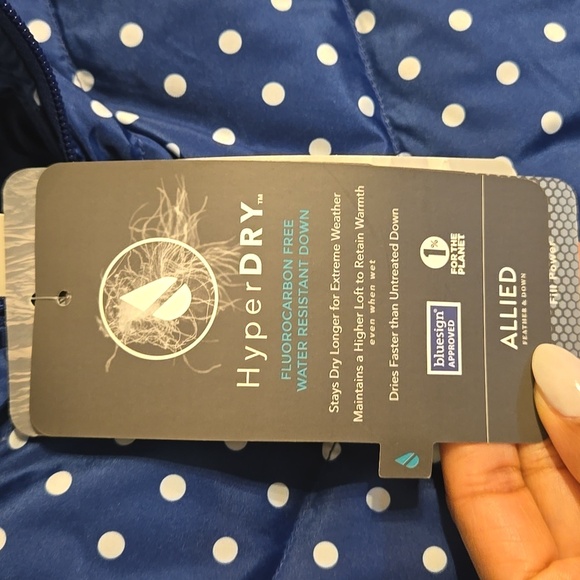 HyperDRY™
FLUOROCARBON FREE
WATER RESISTANT DOWN
Stays Dry Longer for Extreme Weather
Maintains a Higher Loft to Retain Warmth
even when wet
Dries Faster than Untreated Down
bluesign®
APPROVED
1%
FOR THE
PLANET
ALLIED
FEATHER & DOWN
Fill Power